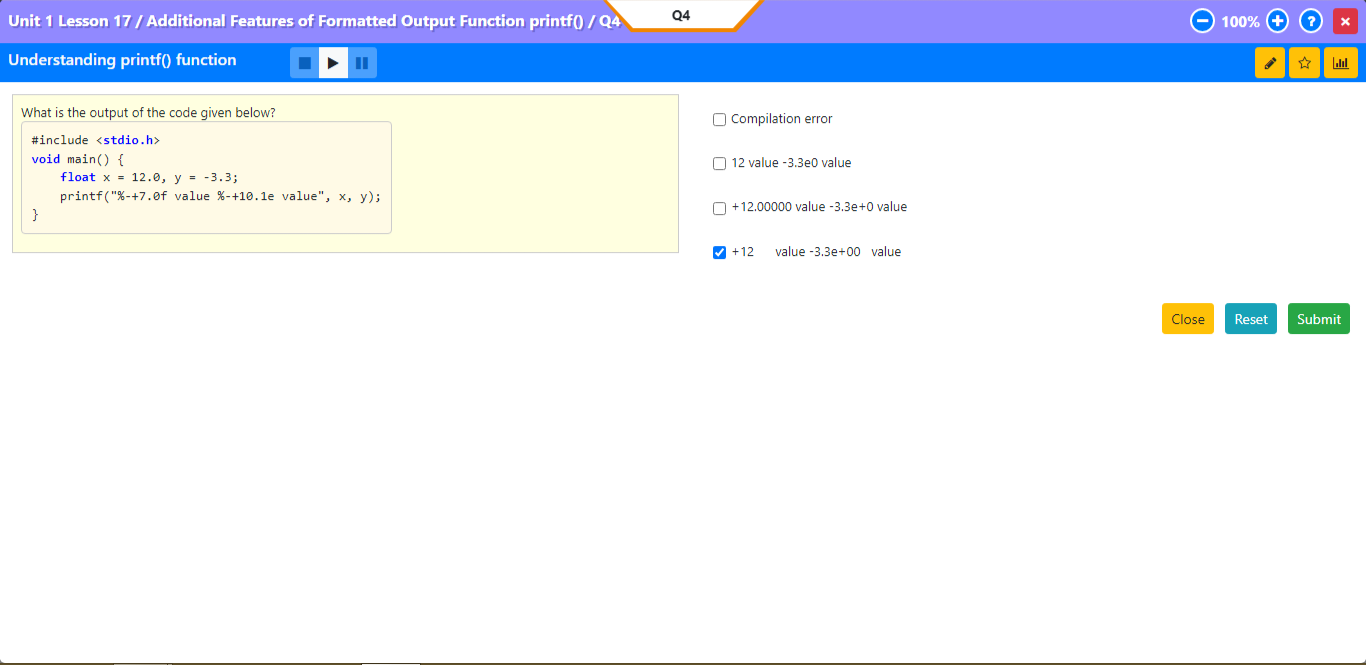 Unit 1 Lesson 17 / Additional Features of Formatted Output Function printf() / Q4
Q4
100%
?
Understanding printf() function
What is the output of the code given below?
#include <stdio.h>
void main() {
    float x = 12.0, y = -3.3;
    printf("%-+7.0f value %-+10.1e value", x, y);
}
Compilation error
12 value -3.3e0 value
+12.00000 value -3.3e+0 value
+12     value -3.3e+00   value
Close Reset Submit